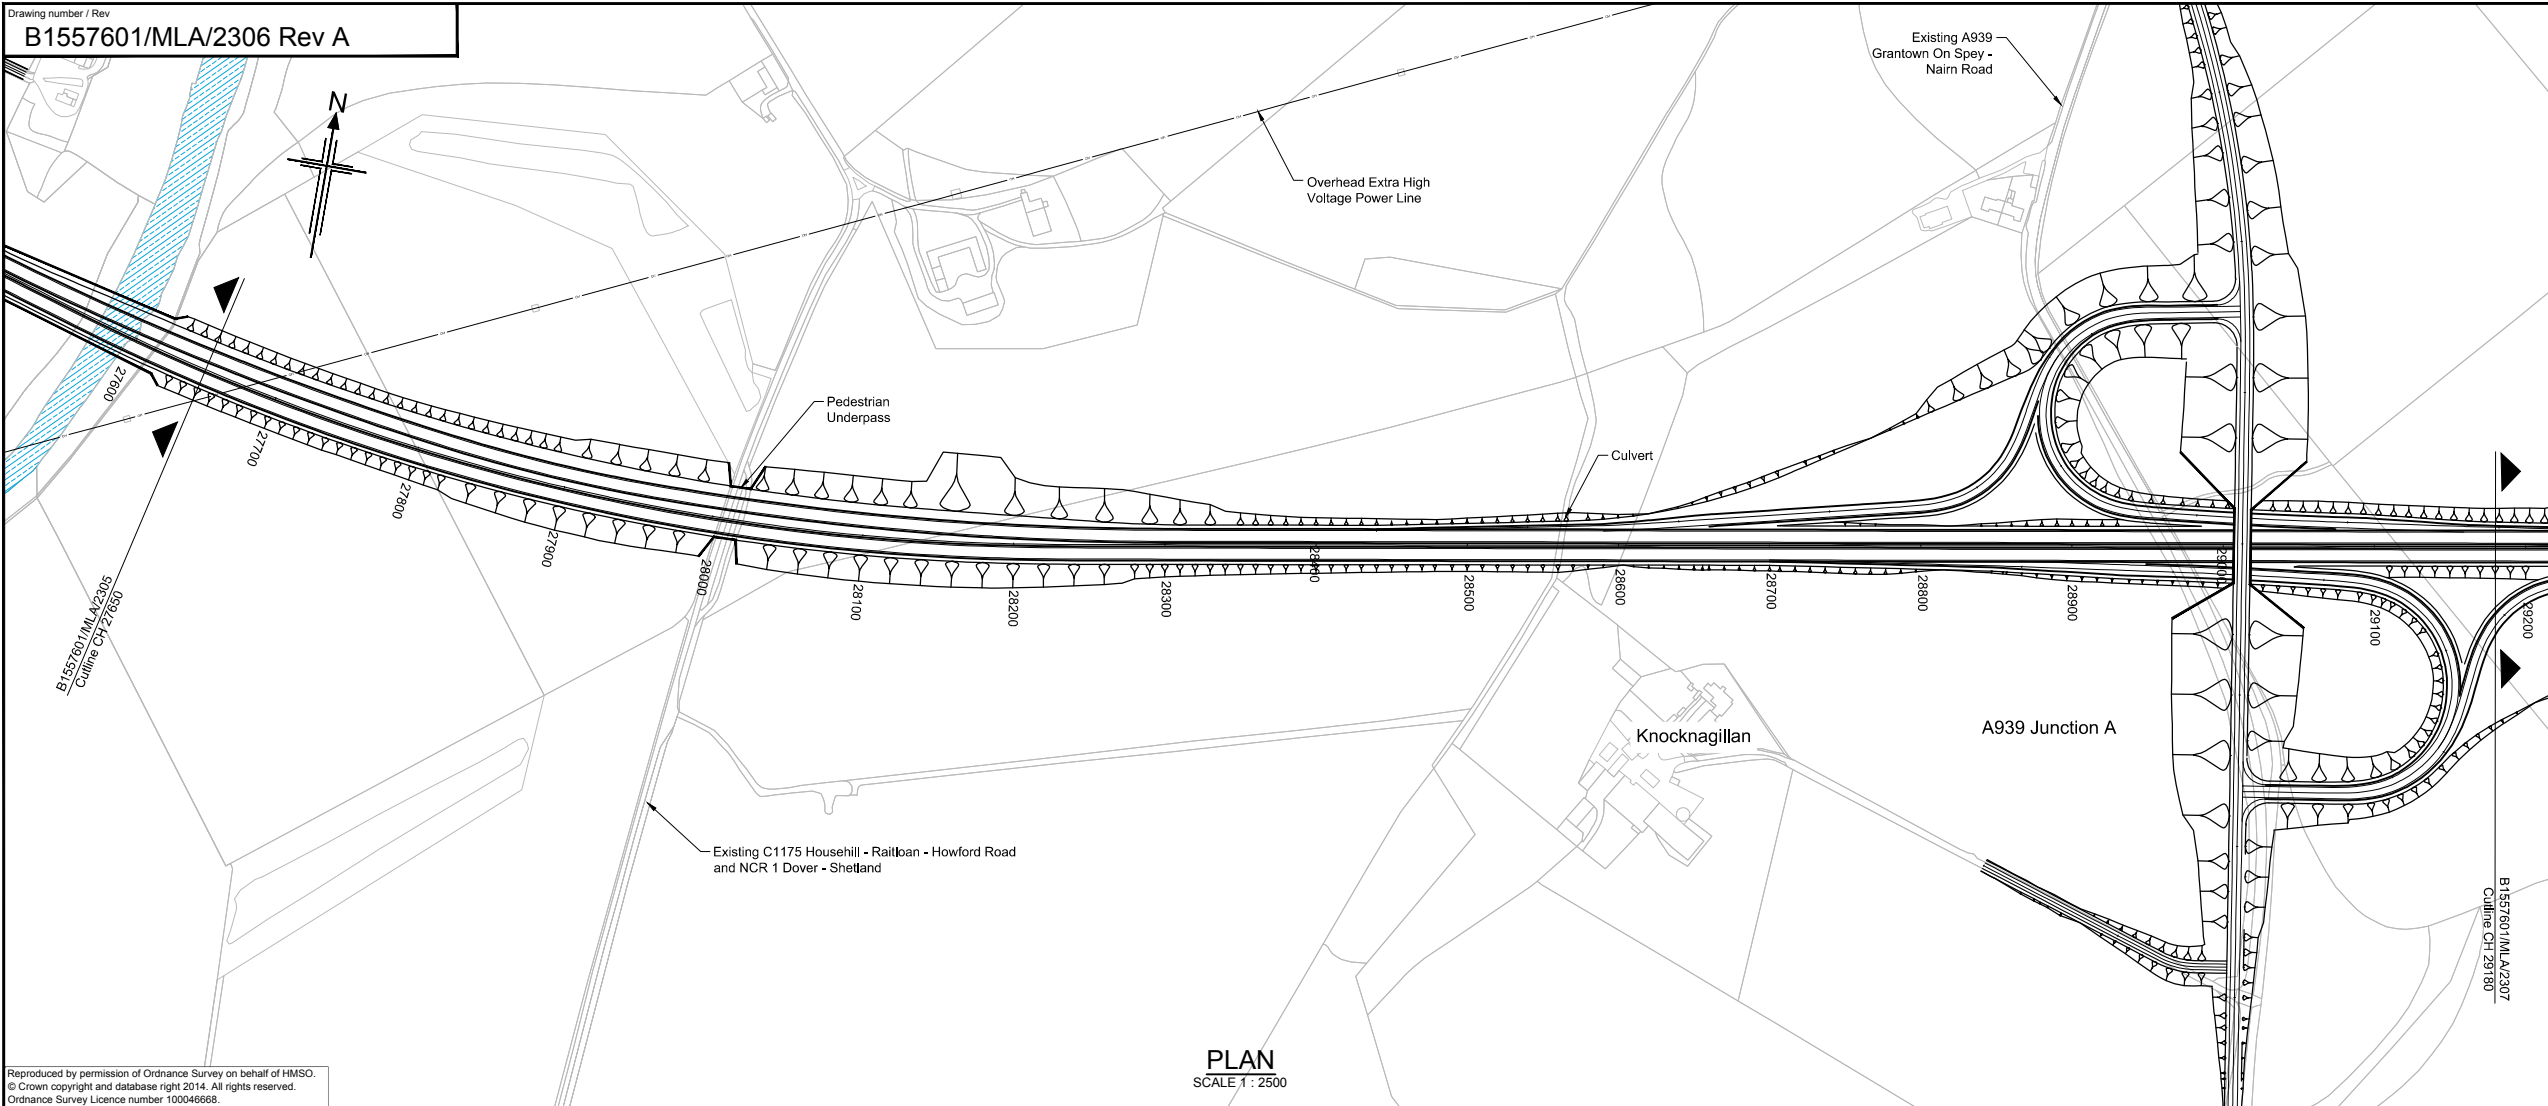 Drawing number / Rev
B1557601/MLA/2306 Rev A
N
Existing A939
Grantown On Spey -
Nairn Road
Overhead Extra High
Voltage Power Line
Pedestrian
Underpass
Culvert
27600
27700
27800
27900
28000
28100
28200
28300
28400
28500
28600
28700
28800
28900
29000
29100
29200
B1557601/MLA/2305
Cutline CH 27650
Knocknagillan
A939 Junction A
Existing C1175 Househill - Raitloan - Howford Road
and NCR 1 Dover - Shetland
B1557601/MLA/2307
Cutline CH 29180
PLAN
SCALE 1 : 2500
Reproduced by permission of Ordnance Survey on behalf of HMSO.
© Crown copyright and database right 2014. All rights reserved.
Ordnance Survey Licence number 100046668.